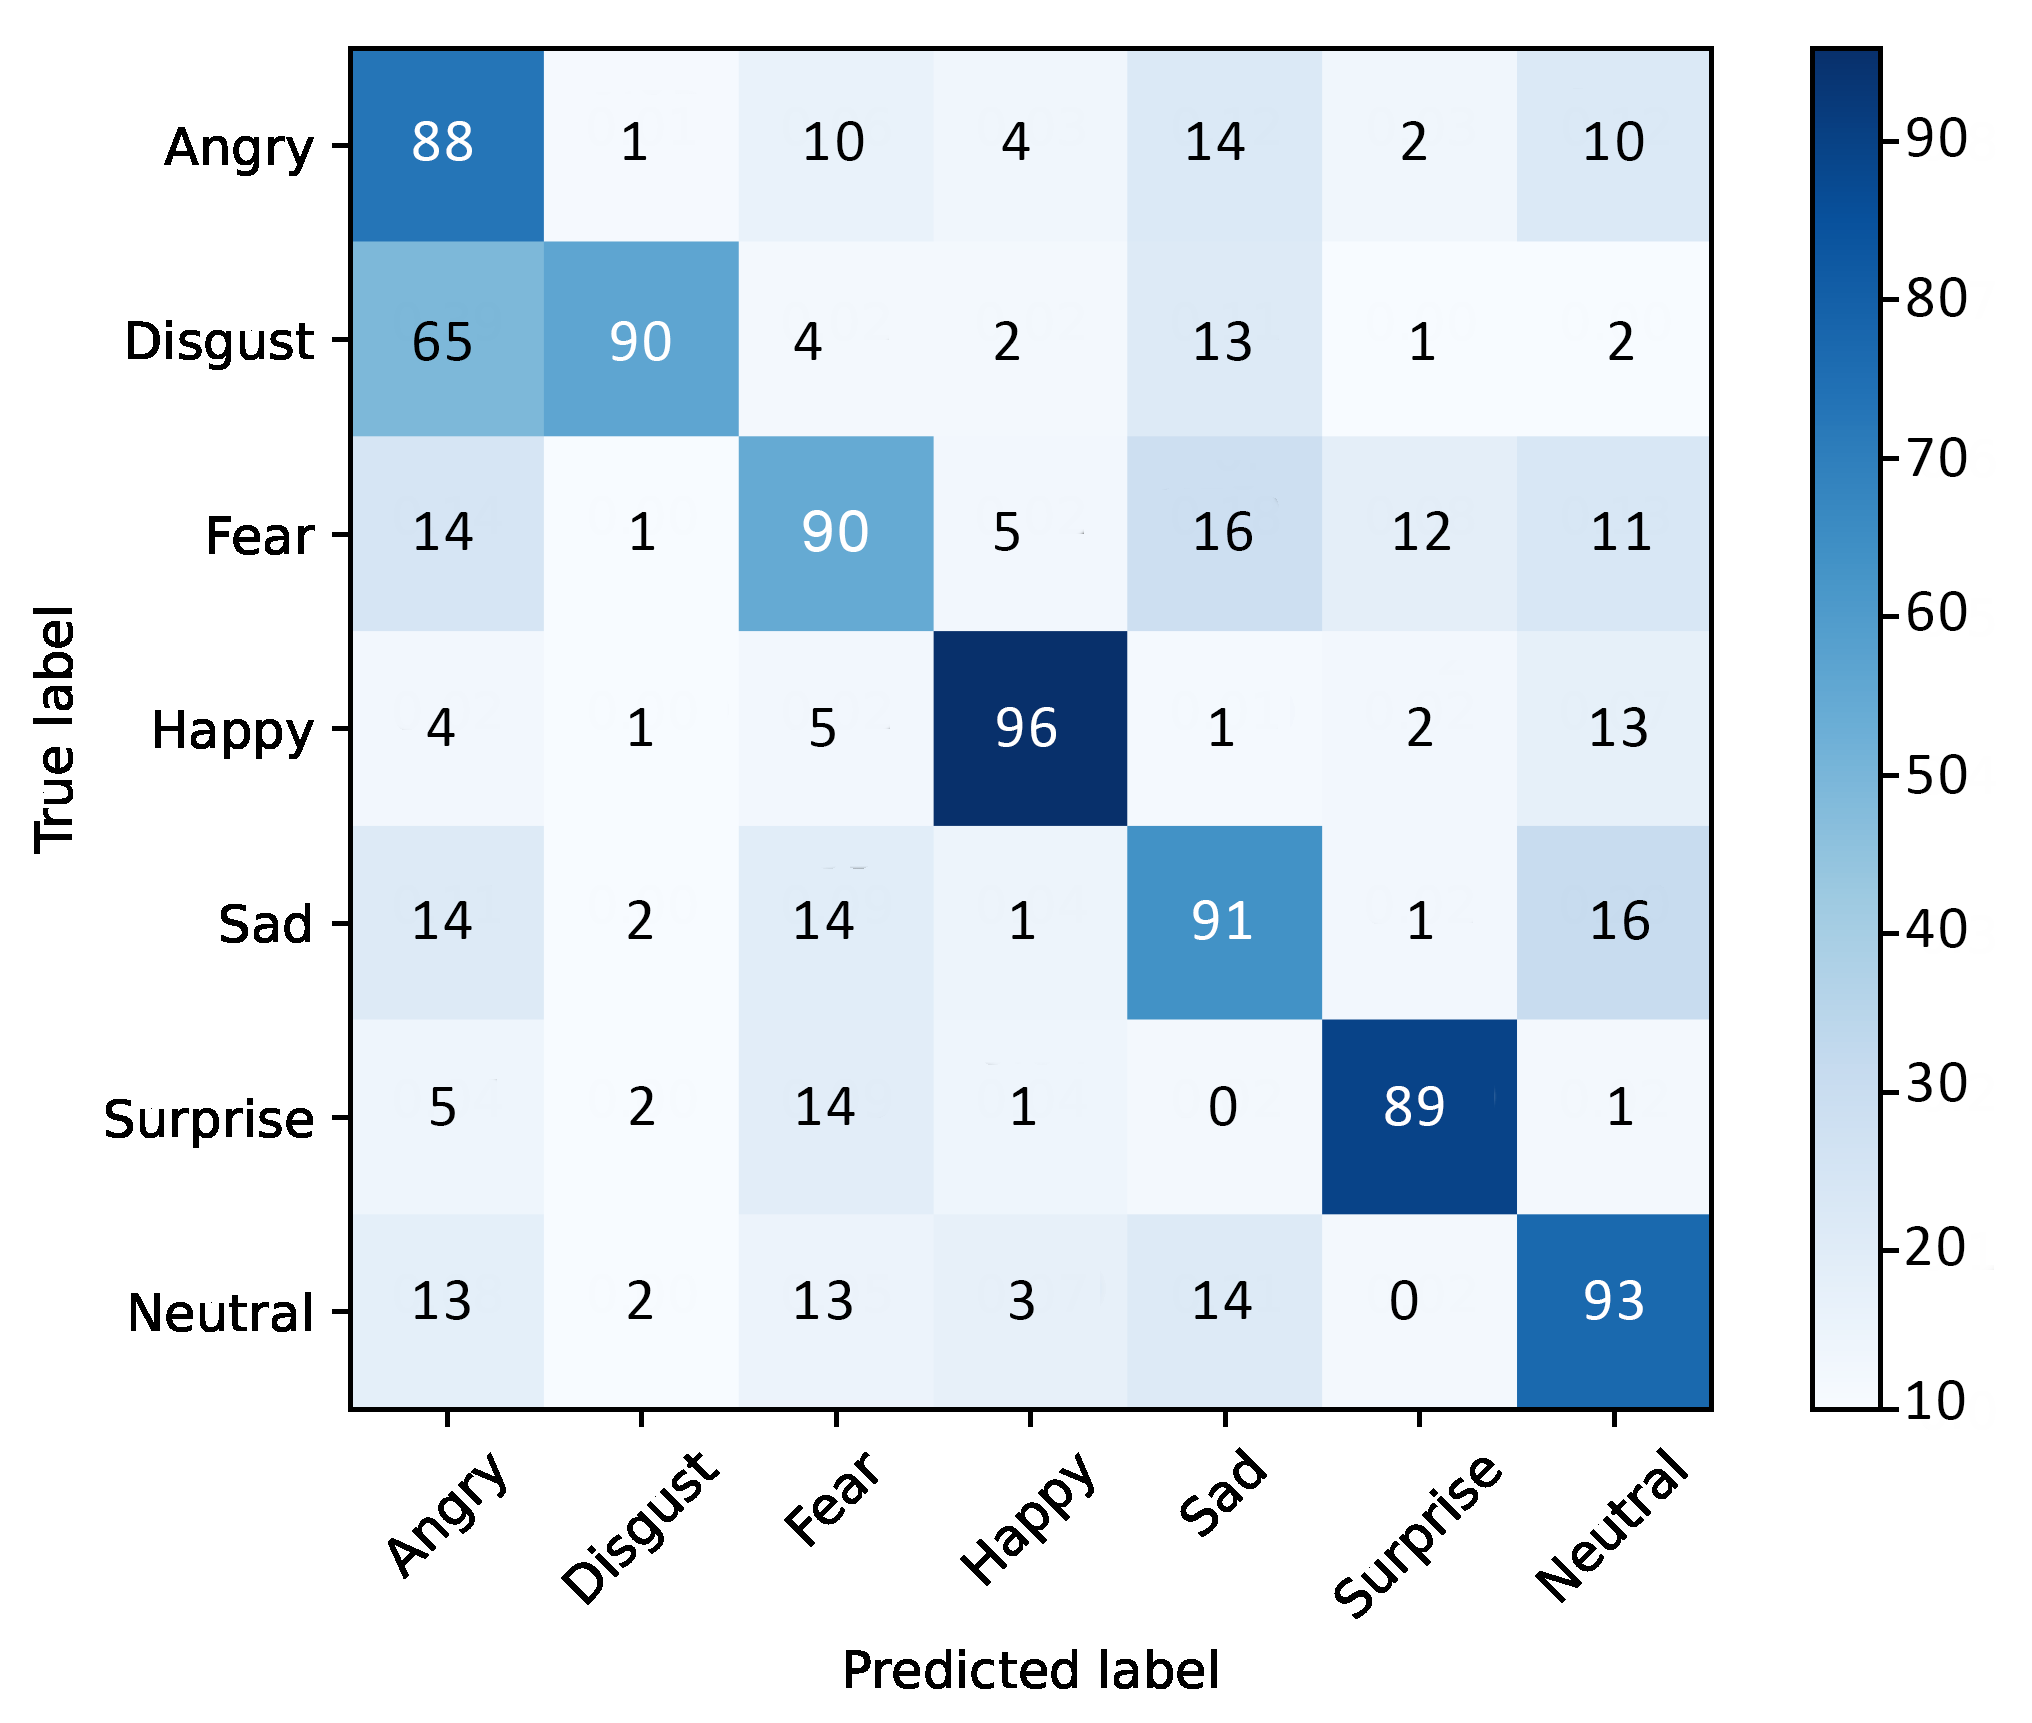 Angry 88 1 10 4 14 2 10
Disgust 65 90 4 2 13 1 2
Fear 14 1 90 5 16 12 11
Happy 4 1 5 96 1 2 13
Sad 14 2 14 1 91 1 16
Surprise 5 2 14 1 0 89 1
Neutral 13 2 13 3 14 0 93
True label
Angry Disgust Fear Happy Sad Surprise Neutral
Predicted label
90
80
70
60
50
40
30
20
10